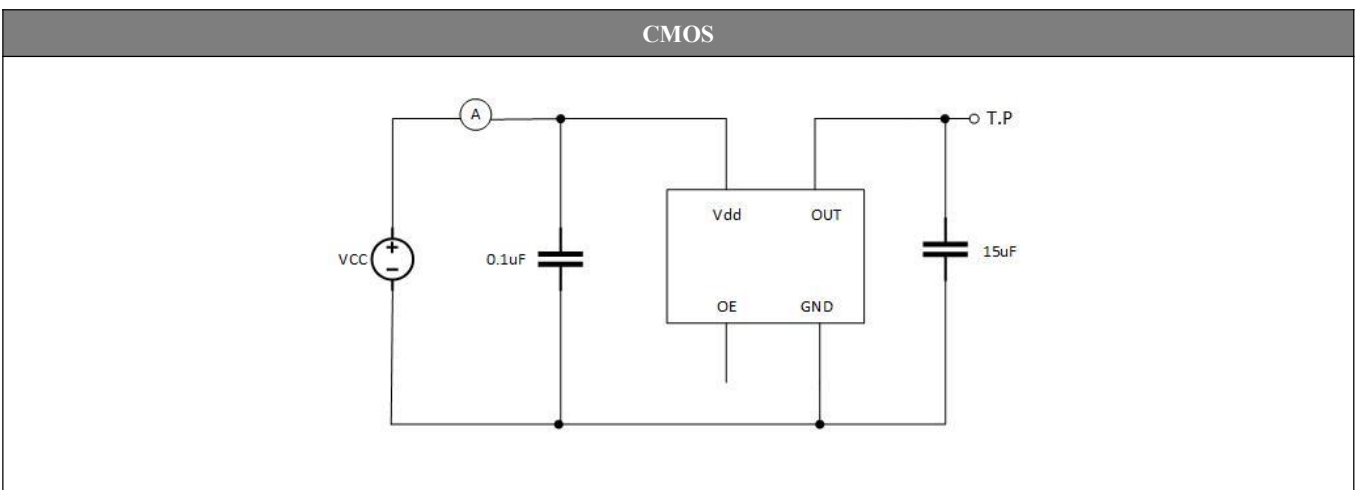 CMOS
A
T.P
Vdd OUT
VCC
+
-
0.1uF
15uF
OE GND